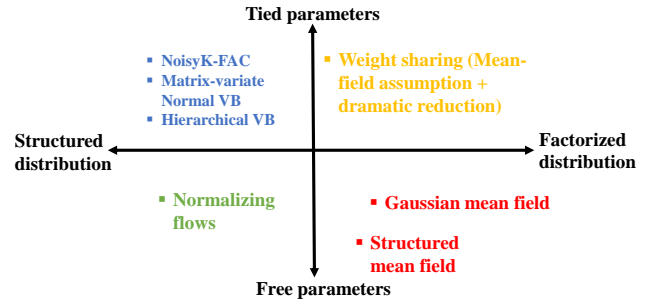 Tied parameters
▪ NoisyK-FAC
▪ Matrix-variate
Normal VB
▪ Hierarchical VB
▪ Weight sharing (Mean-
field assumption +
dramatic reduction)
Structured
distribution
Factorized
distribution
▪ Normalizing
flows
▪ Gaussian mean field
▪ Structured
mean field
Free parameters